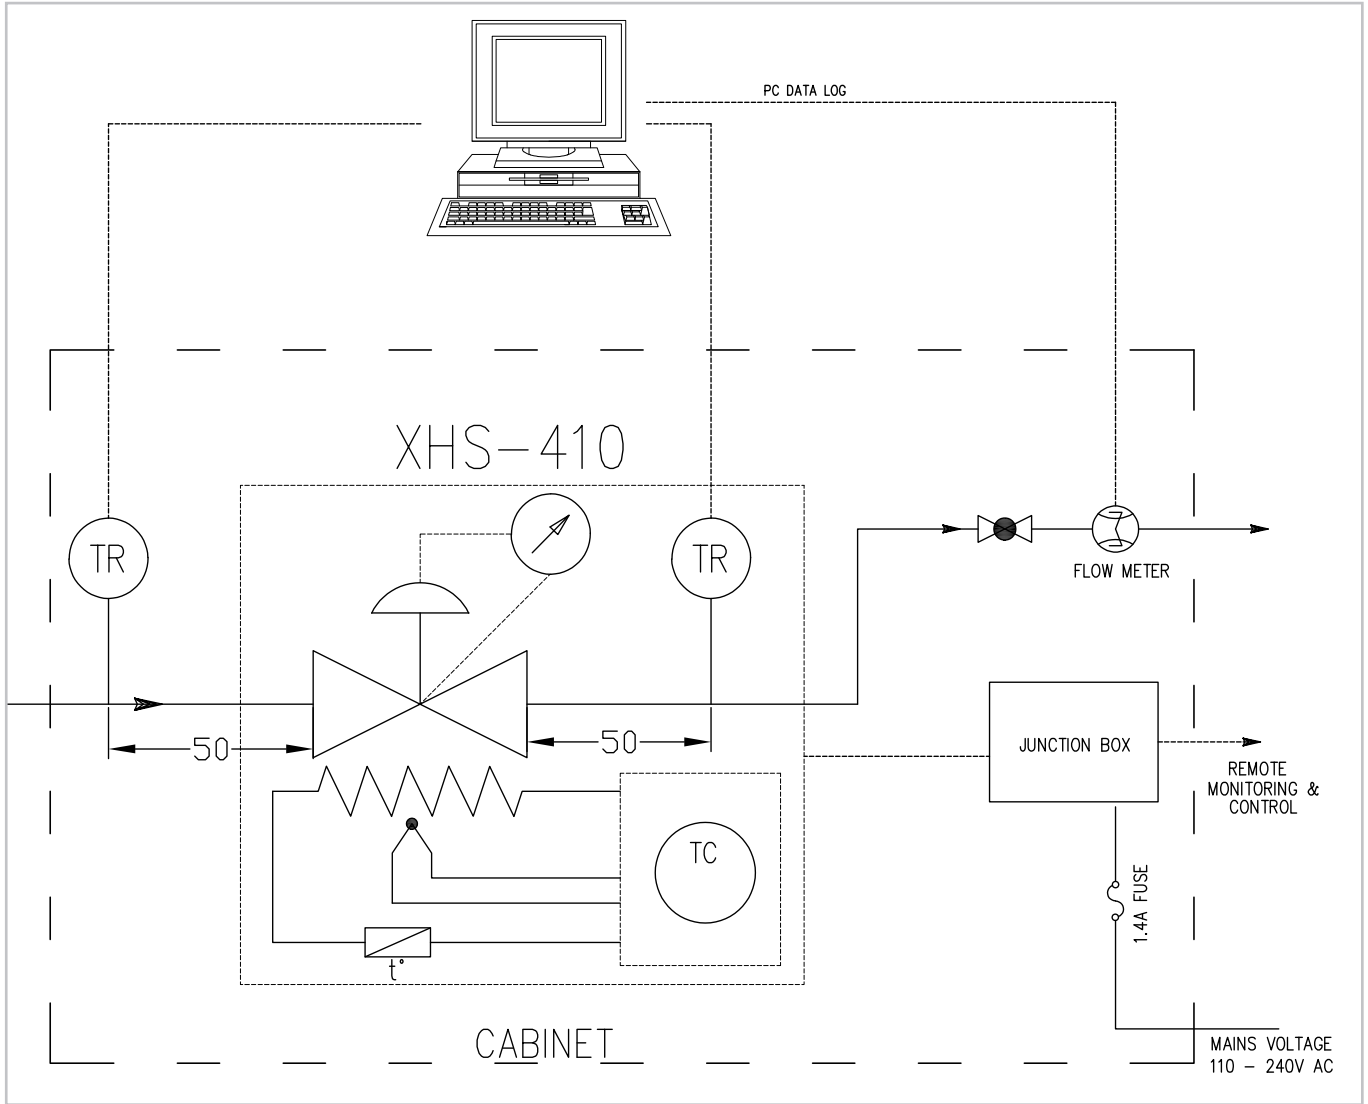 PC DATA LOG
XHS-410
TR
TR
FLOW METER
50
50
JUNCTION BOX
REMOTE
MONITORING &
CONTROL
TC
1.4A FUSE
t°
CABINET
MAINS VOLTAGE
110 - 240V AC